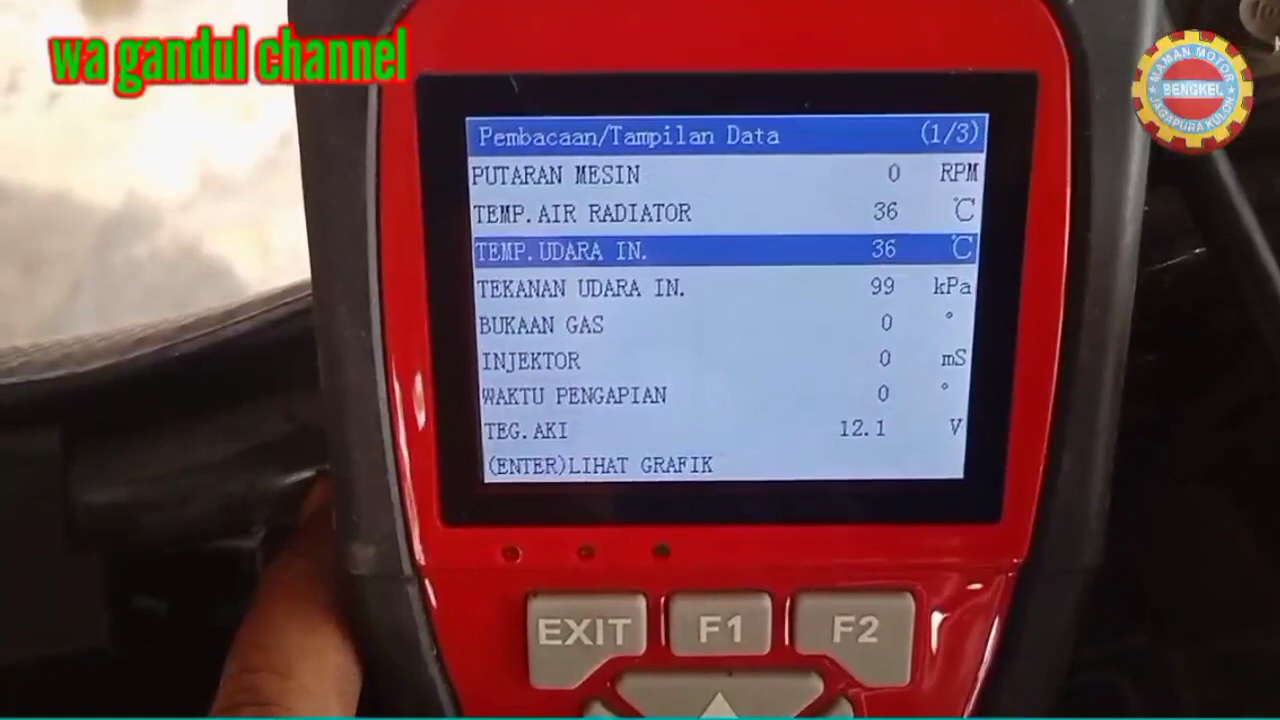 wa gandul channel
MAMAN MOTOR
BENGKEL
JAGAPURA KULON
Pembacaan/Tampilan Data (1/3)
PUTARAN MESIN 0 RPM
TEMP.AIR RADIATOR 36 ℃
TEMP.UDARA IN. 36 ℃
TEKANAN UDARA IN. 99 kPa
BUKAAN GAS 0 °
INJEKTOR 0 mS
WAKTU PENGAPIAN 0 °
TEG.AKI 12.1 V
(ENTER)LIHAT GRAFIK
EXIT F1 F2